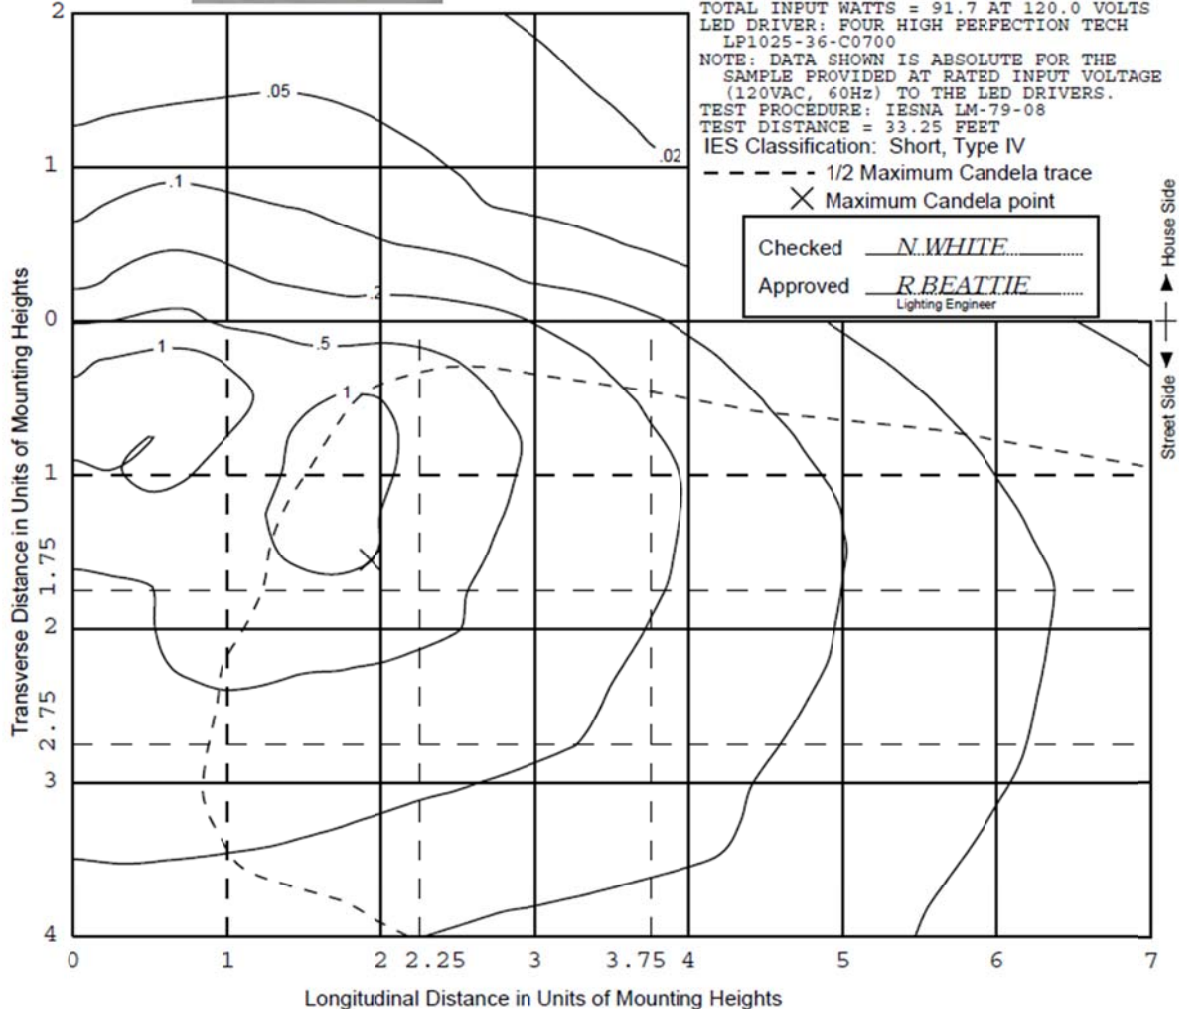 TOTAL INPUT WATTS = 91.7 AT 120.0 VOLTS
LED DRIVER: FOUR HIGH PERFECTION TECH
LP1025-36-C0700
NOTE: DATA SHOWN IS ABSOLUTE FOR THE
SAMPLE PROVIDED AT RATED INPUT VOLTAGE
(120VAC, 60Hz) TO THE LED DRIVERS.
TEST PROCEDURE: IESNA LM-79-08
TEST DISTANCE = 33.25 FEET
IES Classification: Short, Type IV
1/2 Maximum Candela trace
Maximum Candela point
Checked N.WHITE
Approved R.BEATTIE
Lighting Engineer
House Side
Street Side
Transverse Distance in Units of Mounting Heights
2
1
0
1
1.75
2
2.75
3
4
.05
.02
.1
.2
.5
1
1
0 1 2 2.25 3 3.75 4 5 6 7
Longitudinal Distance in Units of Mounting Heights